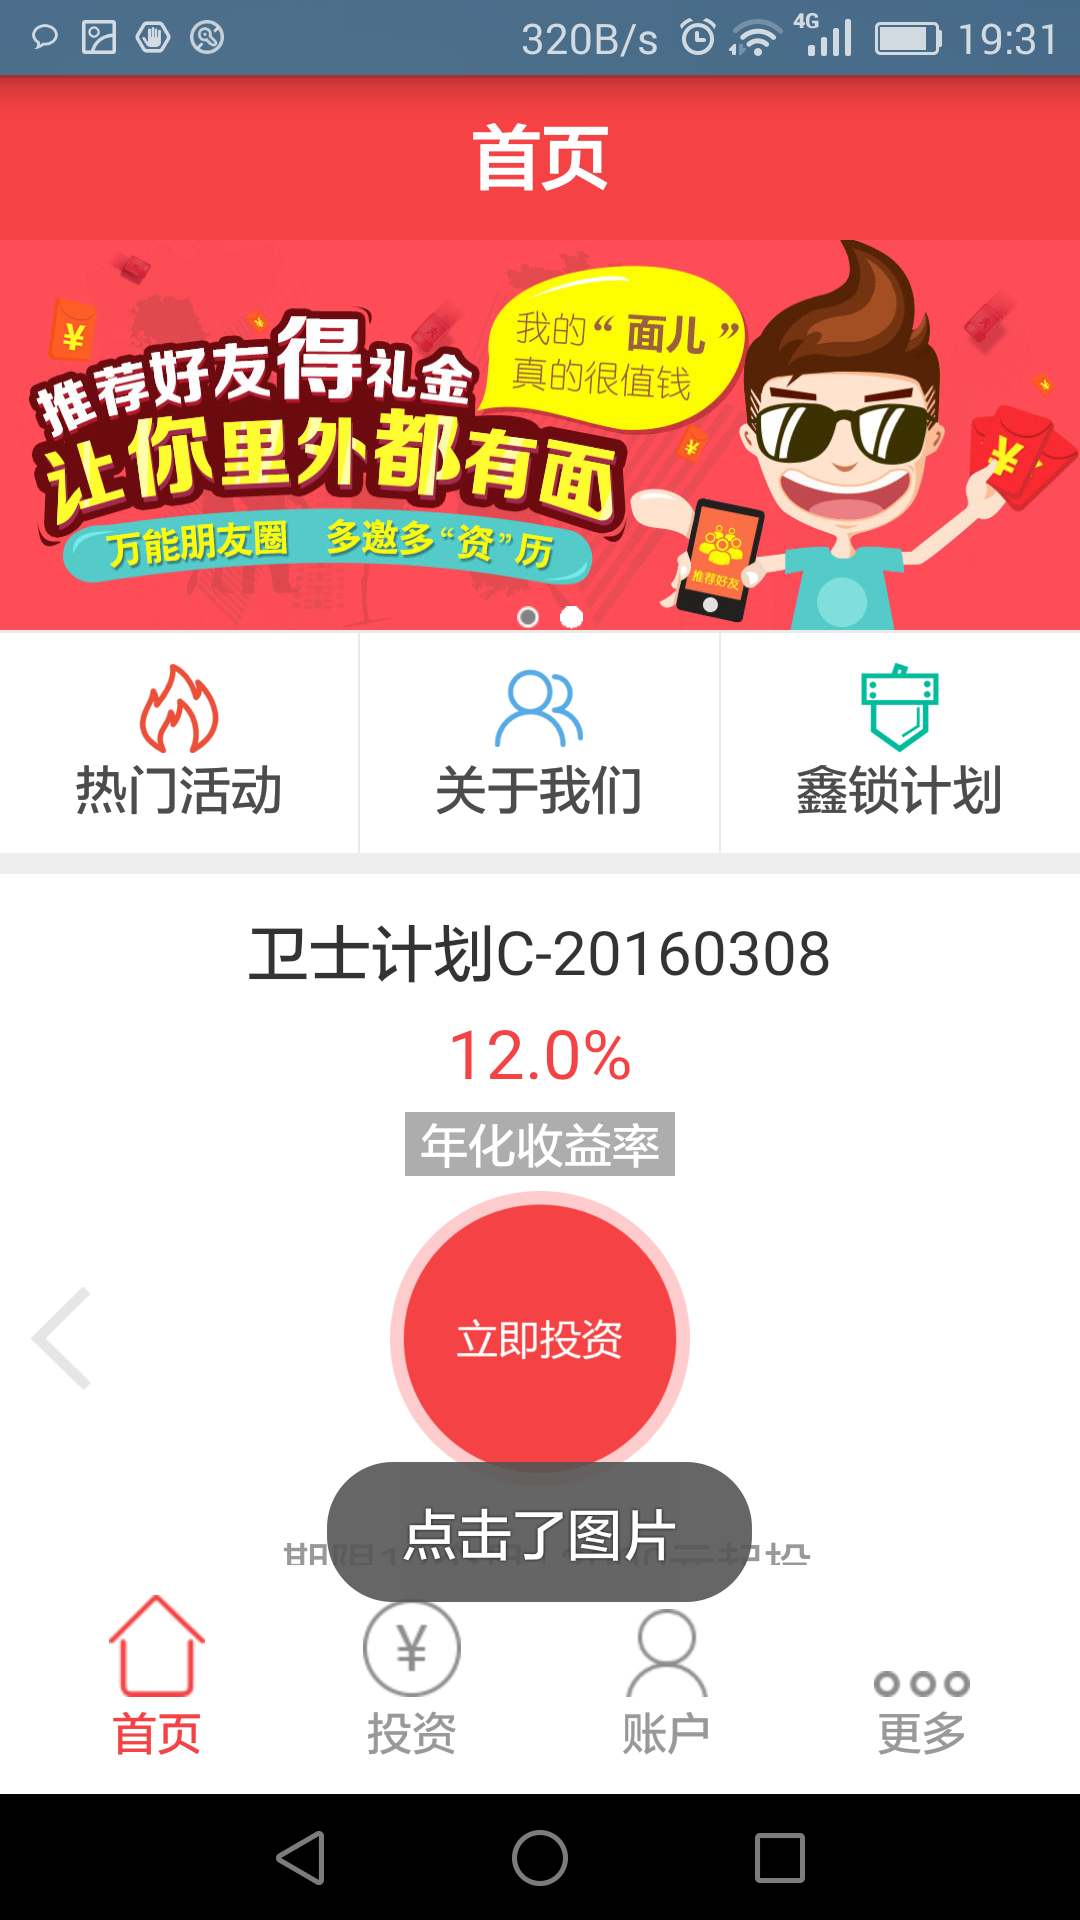 320B/s 4G 19:31
首页
我的“面儿”
真的很值钱
推荐好友得礼金
让你里外都有面
万能朋友圈 多邀多“资”历
推荐好友
热门活动 关于我们 鑫锁计划
卫士计划C-20160308
12.0%
年化收益率
立即投资
点击了图片
首页 投资 账户 更多